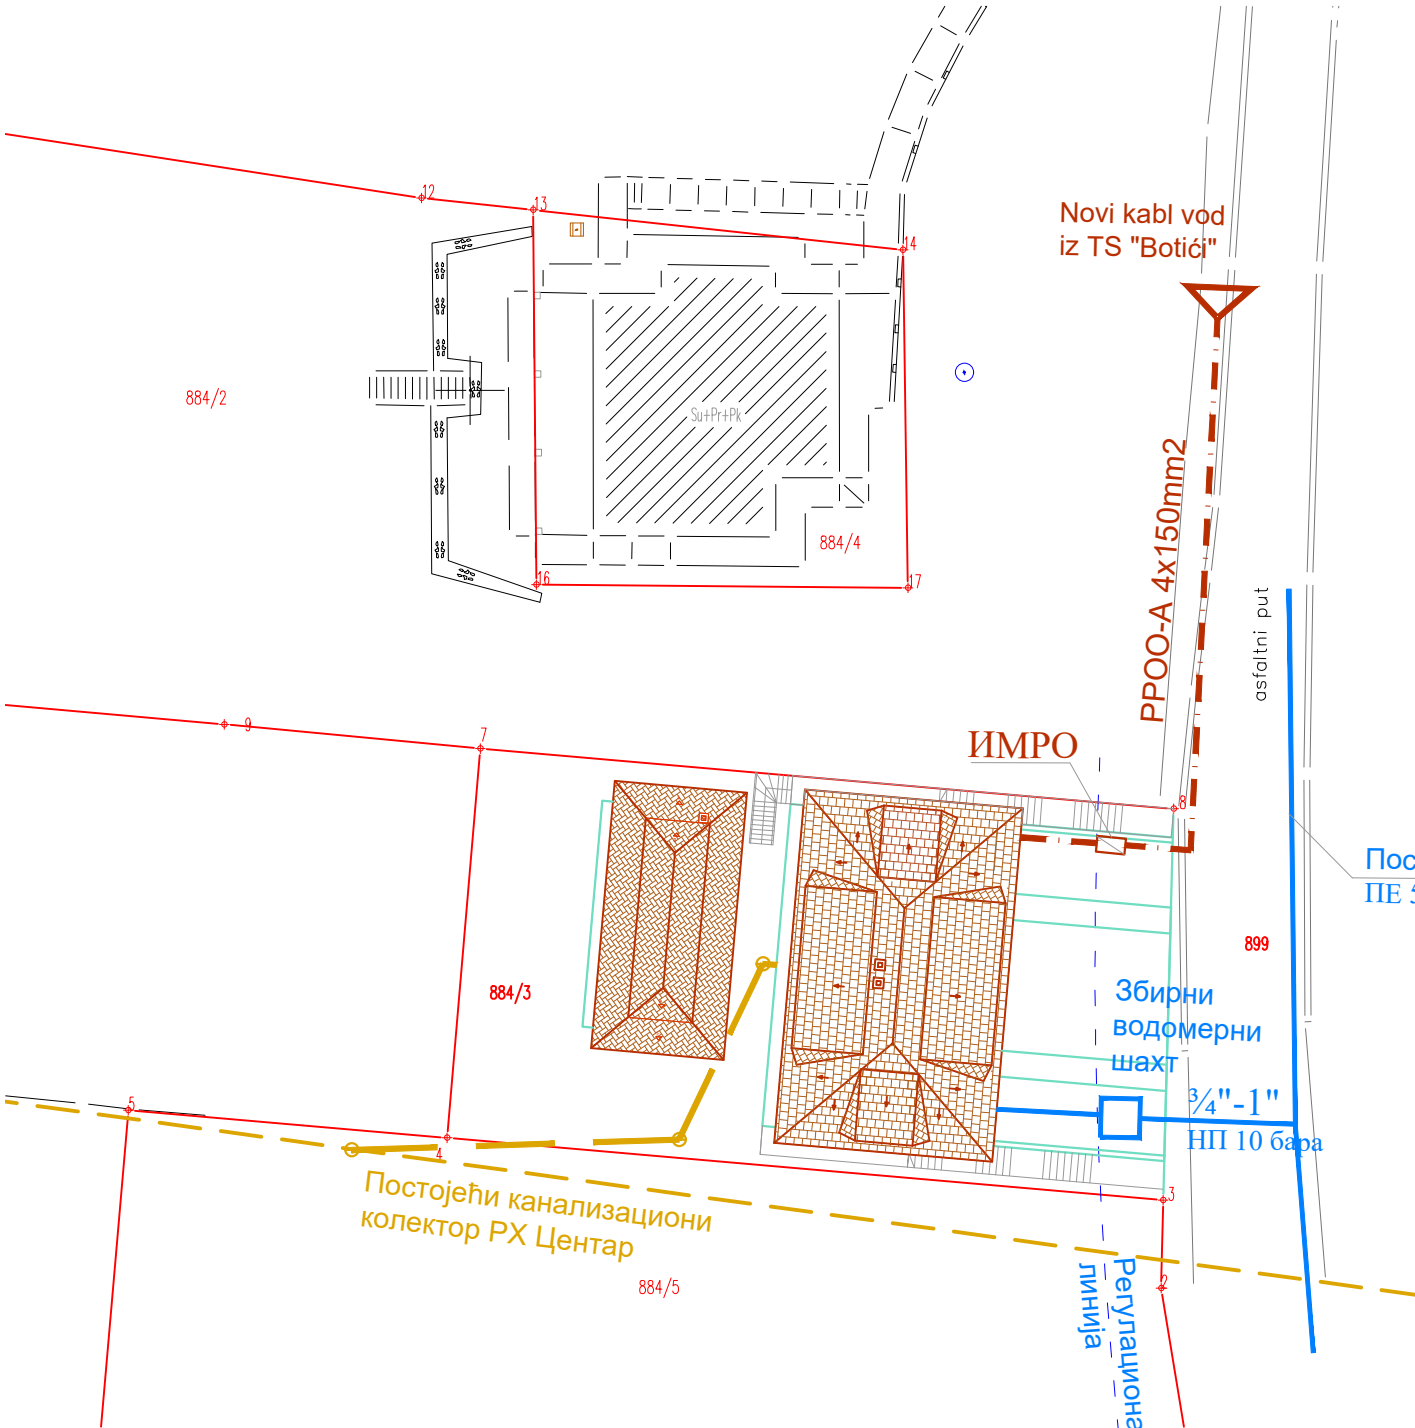 12
13
14
Novi kabl vod
iz TS "Botići"
884/2
Su+Pr+Pk
PPOO-A 4x150mm2
884/4
16
17
asfaltni put
9
7
ИМРО
8
Пос
ПЕ 5
899
884/3
Збирни
водомерни
шахт
5
3/4"-1"
НП 10 бара
4
Постојећи канализациони
колектор РХ Центар
3
884/5
2
Регулациона
линија